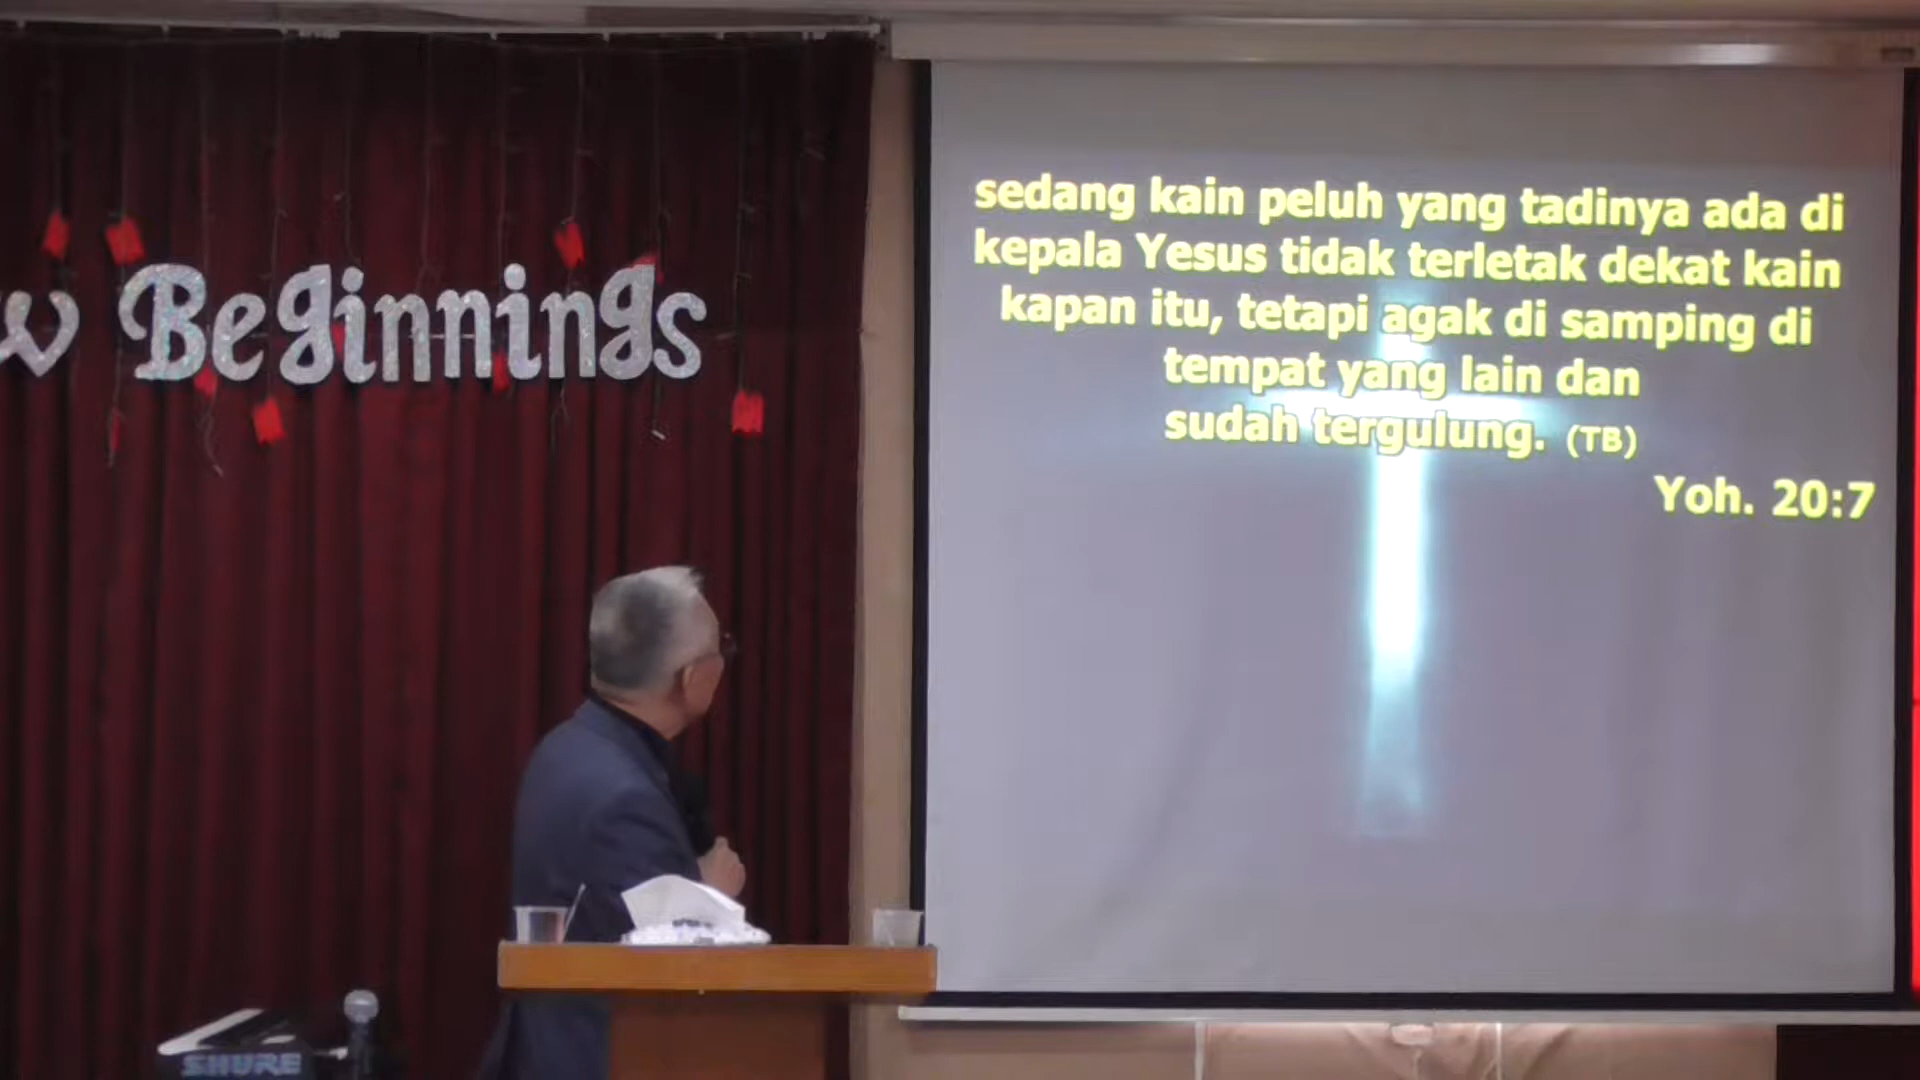 Beginnings
sedang kain peluh yang tadinya ada di
kepala Yesus tidak terletak dekat kain
kapan itu, tetapi agak di samping di
tempat yang lain dan
sudah tergulung. (TB)
Yoh. 20:7
SHURE